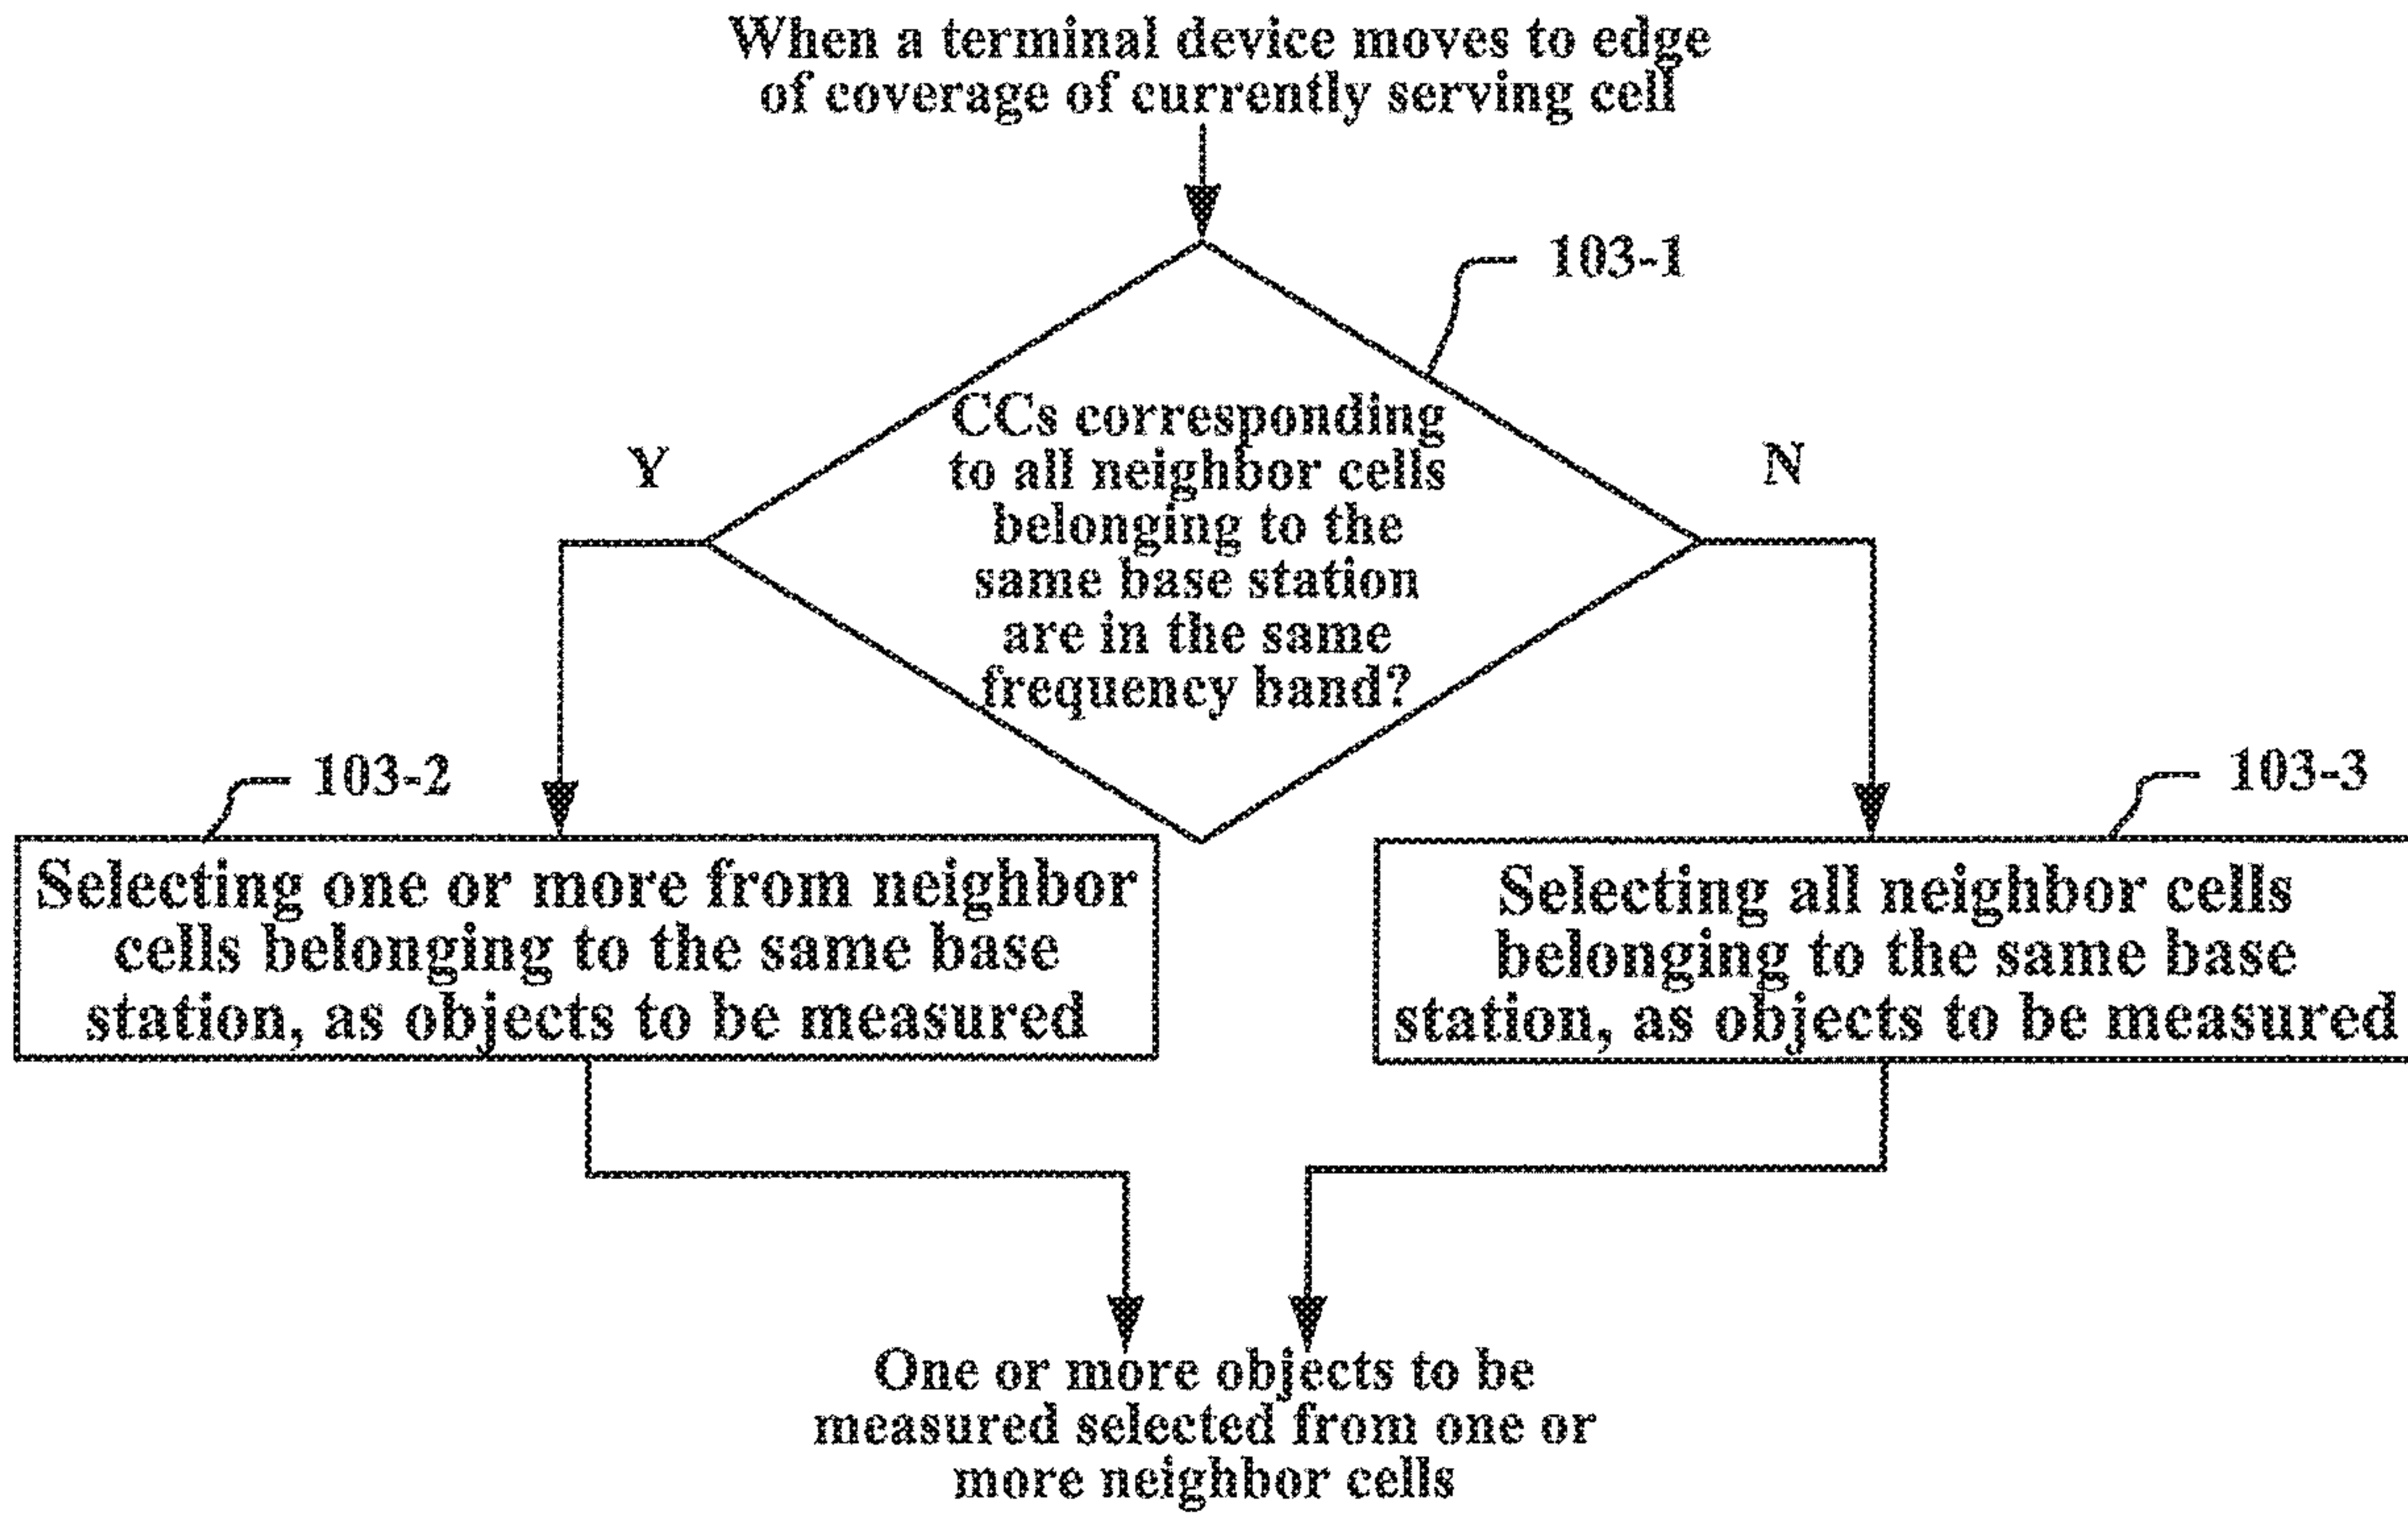 When a terminal device moves to edge
of coverage of currently serving cell
103-1
CCs corresponding
to all neighbor cells
belonging to the
same base station
are in the same
frequency band?
Y
N
103-2
Selecting one or more from neighbor
cells belonging to the same base
station, as objects to be measured
103-3
Selecting all neighbor cells
belonging to the same base
station, as objects to be measured
One or more objects to be
measured selected from one or
more neighbor cells